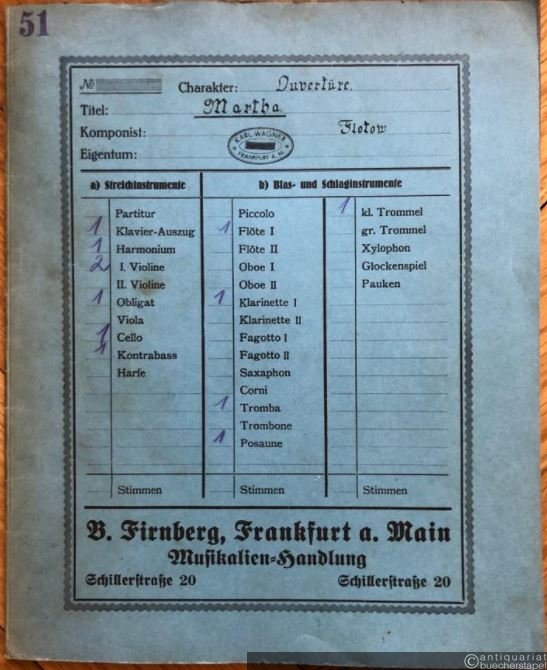 51
No Charakter: Ouvertüre.
Titel: Martha
Komponist: Flotow
Eigentum:
KARL WAGNER
FRANKFURT A. M.
a) Streichinstrumente
Partitur
1 Klavier-Auszug
1 Harmonium
2 I. Violine
II. Violine
1 Obligat
Viola
1 Cello
1 Kontrabass
Harfe
Stimmen
b) Blas- und Schlaginstrumente
Piccolo
1 Flöte I
Flöte II
Oboe I
Oboe II
1 Klarinette I
Klarinette II
Fagotto I
Fagotto II
Saxaphon
Corni
1 Tromba
Trombone
1 Posaune
Stimmen
1 kl. Trommel
gr. Trommel
Xylophon
Glockenspiel
Pauken
Stimmen
B. Firnberg, Frankfurt a. Main
Musikalien-Handlung
Schillerstraße 20 Schillerstraße 20
©antiquariat
buecherstapel